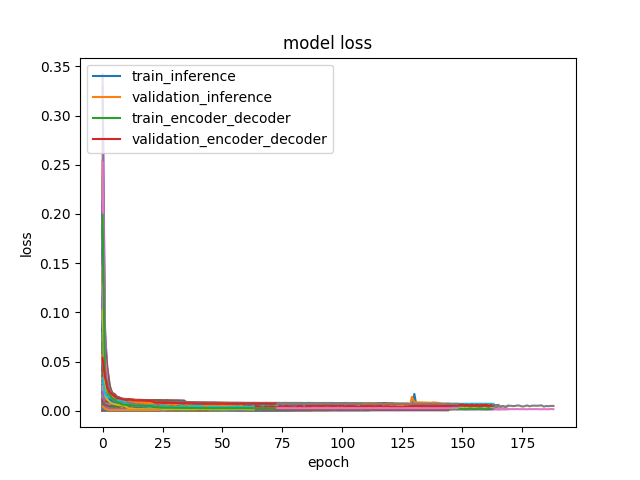 model loss
train_inference
validation_inference
train_encoder_decoder
validation_encoder_decoder
0.35
0.30
0.25
0.20
0.15
0.10
0.05
0.00
loss
0 25 50 75 100 125 150 175
epoch